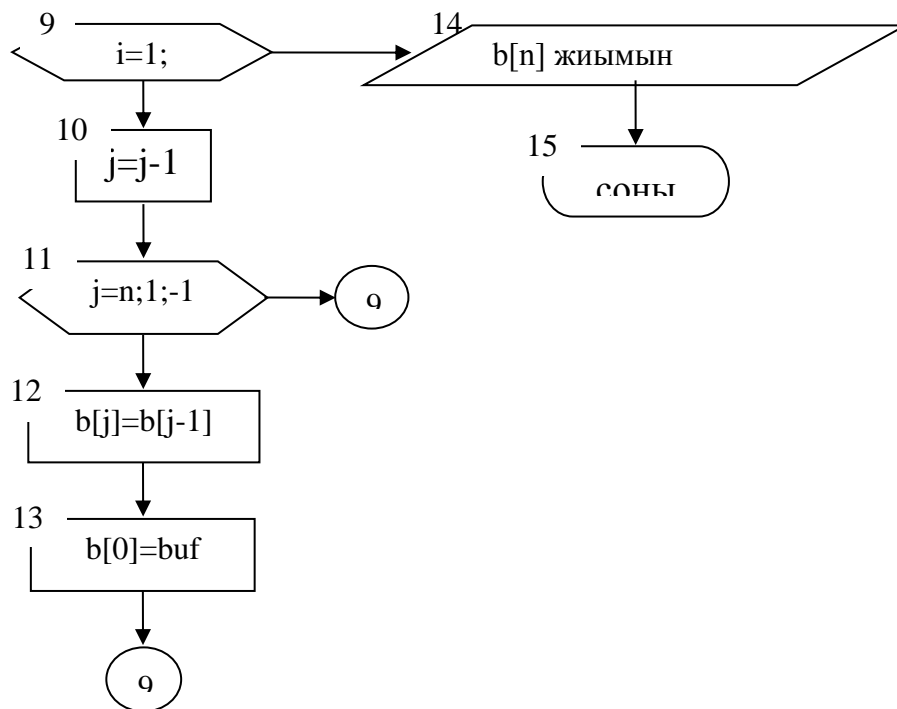 9
i=1;
14
b[n] жиымын
10
j=j-1
15
соны
11
j=n;1;-1
9
12
b[j]=b[j-1]
13
b[0]=buf
9